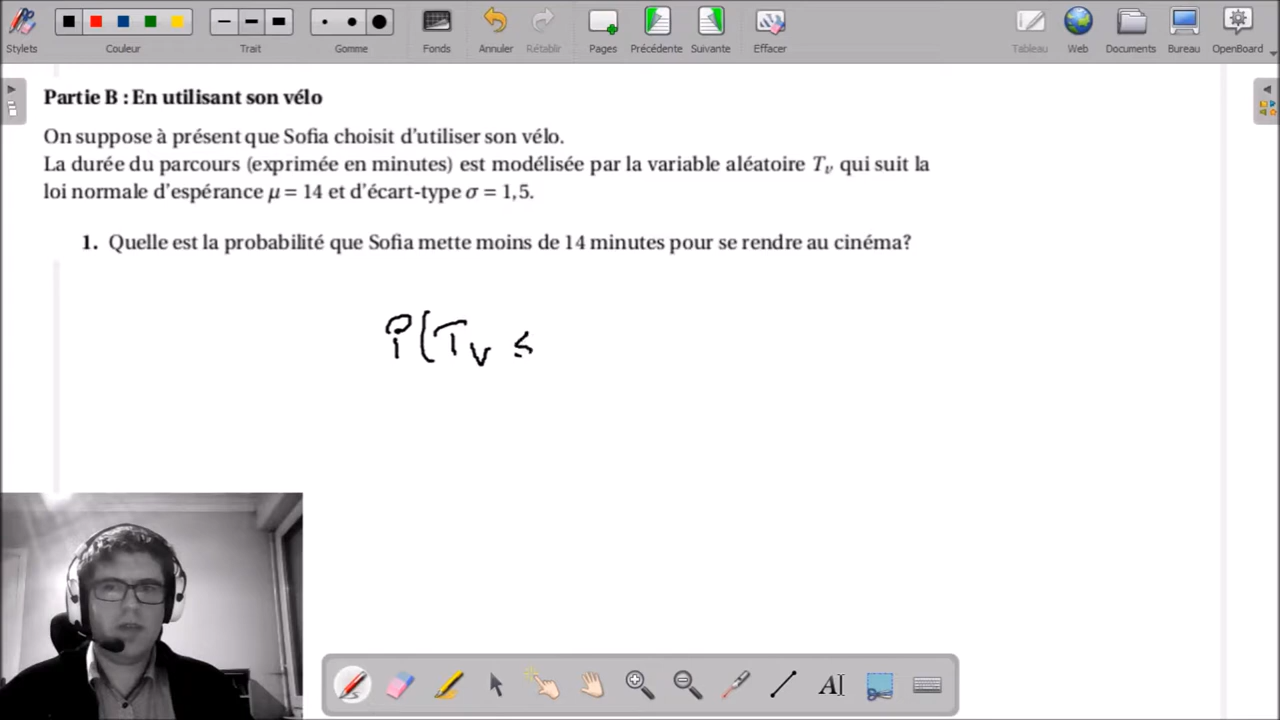 Stylets Couleur Trait Gomme Fonds Annuler Rétablir Pages Précédente Suivante Effacer Tableau Web Documents Bureau OpenBoard
Partie B : En utilisant son vélo
On suppose à présent que Sofia choisit d'utiliser son vélo.
La durée du parcours (exprimée en minutes) est modélisée par la variable aléatoire Tv qui suit la
loi normale d'espérance μ = 14 et d'écart-type σ = 1,5.
1. Quelle est la probabilité que Sofia mette moins de 14 minutes pour se rendre au cinéma ?
P(Tv ≤
AI